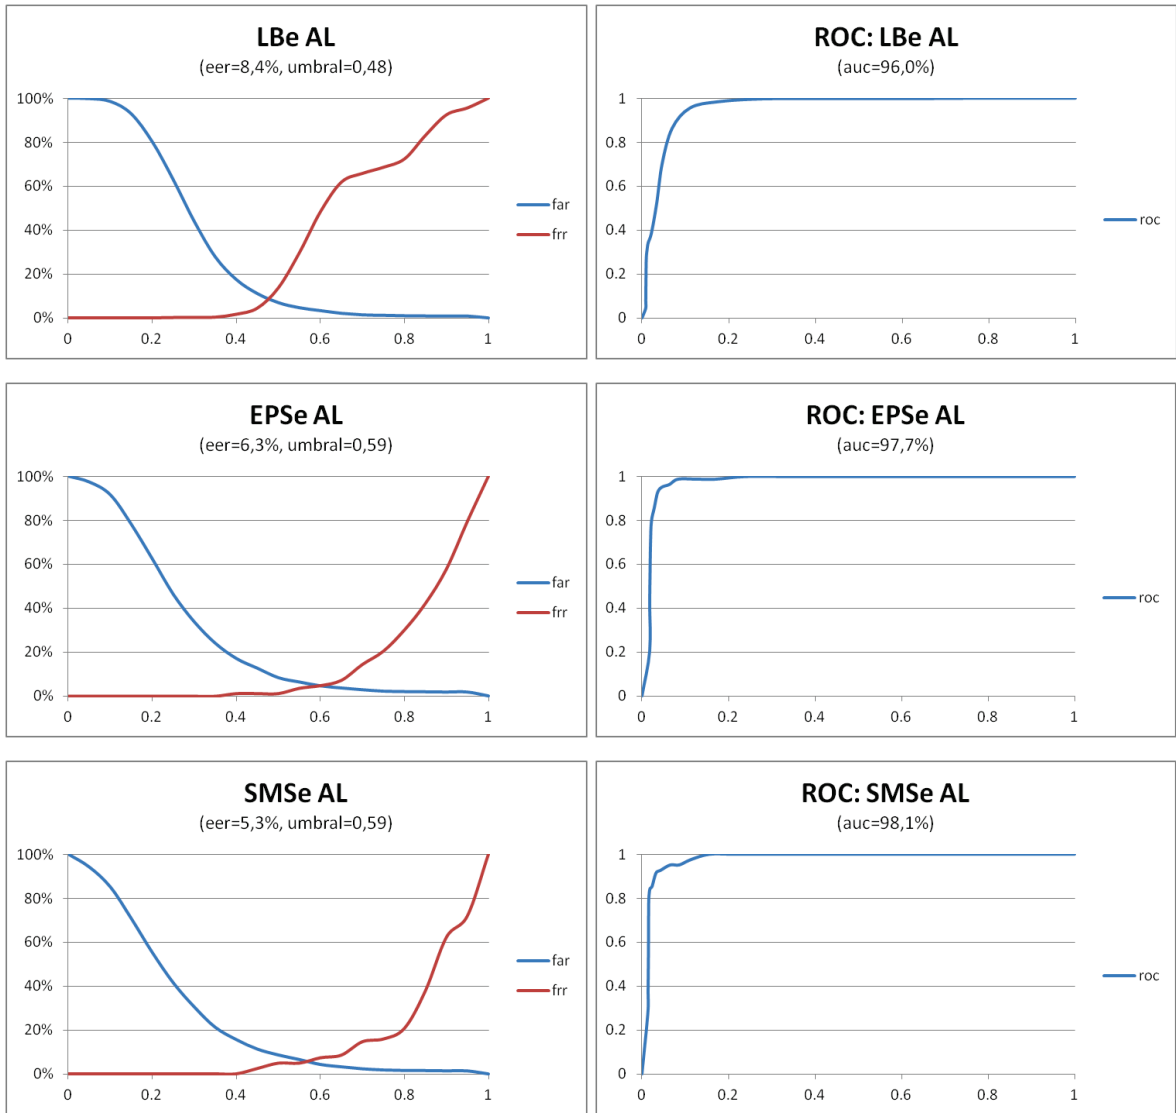 LBe AL
(eer=8,4%, umbral=0,48)
100%
80%
60%
40%
20%
0%
0 0.2 0.4 0.6 0.8 1
far
frr
ROC: LBe AL
(auc=96,0%)
1
0.8
0.6
0.4
0.2
0
0 0.2 0.4 0.6 0.8 1
roc
EPSe AL
(eer=6,3%, umbral=0,59)
100%
80%
60%
40%
20%
0%
0 0.2 0.4 0.6 0.8 1
far
frr
ROC: EPSe AL
(auc=97,7%)
1
0.8
0.6
0.4
0.2
0
0 0.2 0.4 0.6 0.8 1
roc
SMSe AL
(eer=5,3%, umbral=0,59)
100%
80%
60%
40%
20%
0%
0 0.2 0.4 0.6 0.8 1
far
frr
ROC: SMSe AL
(auc=98,1%)
1
0.8
0.6
0.4
0.2
0
0 0.2 0.4 0.6 0.8 1
roc